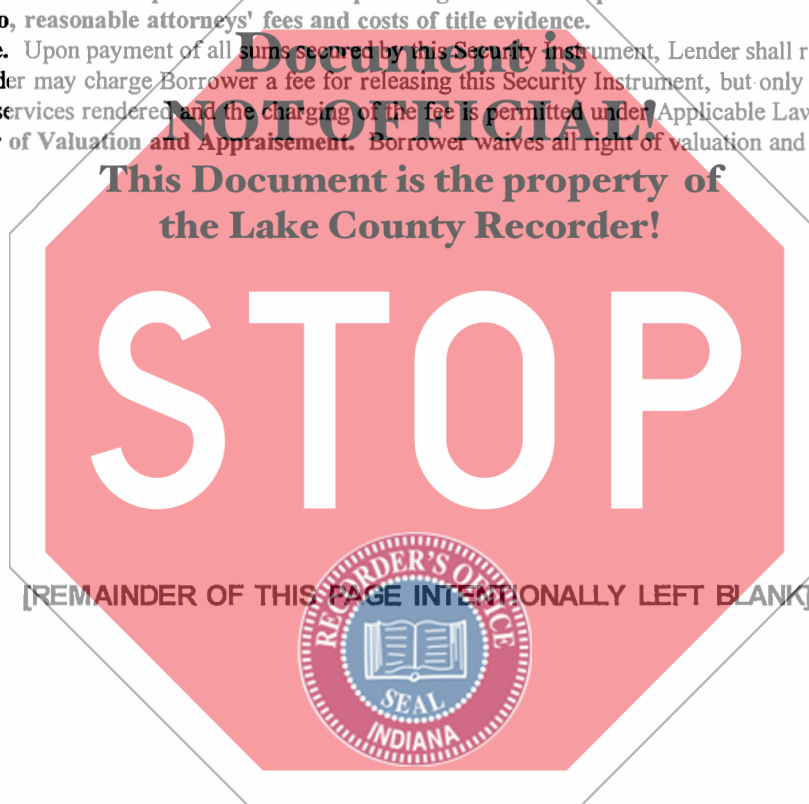 o, reasonable attorneys' fees and costs of title evidence.
e. Upon payment of all sums secured by this Security Instrument, Lender shall r
der may charge Borrower a fee for releasing this Security Instrument, but only
services rendered and the charging of the fee is permitted under Applicable Law
r of Valuation and Appraisement. Borrower waives all right of valuation and
Document is
NOT OFFICIAL!
This Document is the property of
the Lake County Recorder!
STOP
[REMAINDER OF THIS PAGE INTENTIONALLY LEFT BLANK]
RECORDER'S OFFICE
SEAL
INDIANA